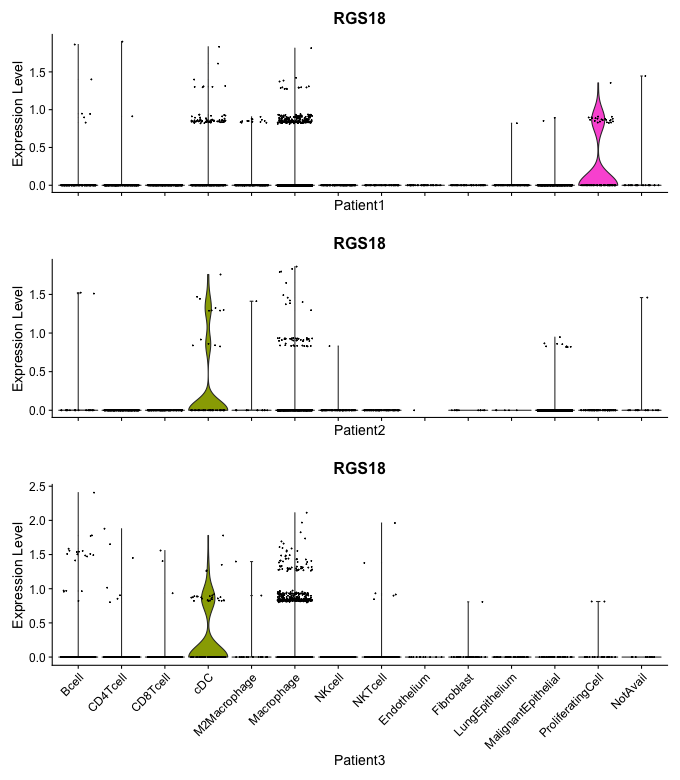 RGS18
Expression Level
1.5
1.0
0.5
0.0
Patient1
RGS18
Expression Level
1.5
1.0
0.5
0.0
Patient2
RGS18
Expression Level
2.5
2.0
1.5
1.0
0.5
0.0
Bcell
CD4Tcell
CD8Tcell
cDC
M2Macrophage
Macrophage
NKcell
NKTcell
Endothelium
Fibroblast
LungEpithelium
MalignantEpithelial
ProliferatingCell
NotAvail
Patient3